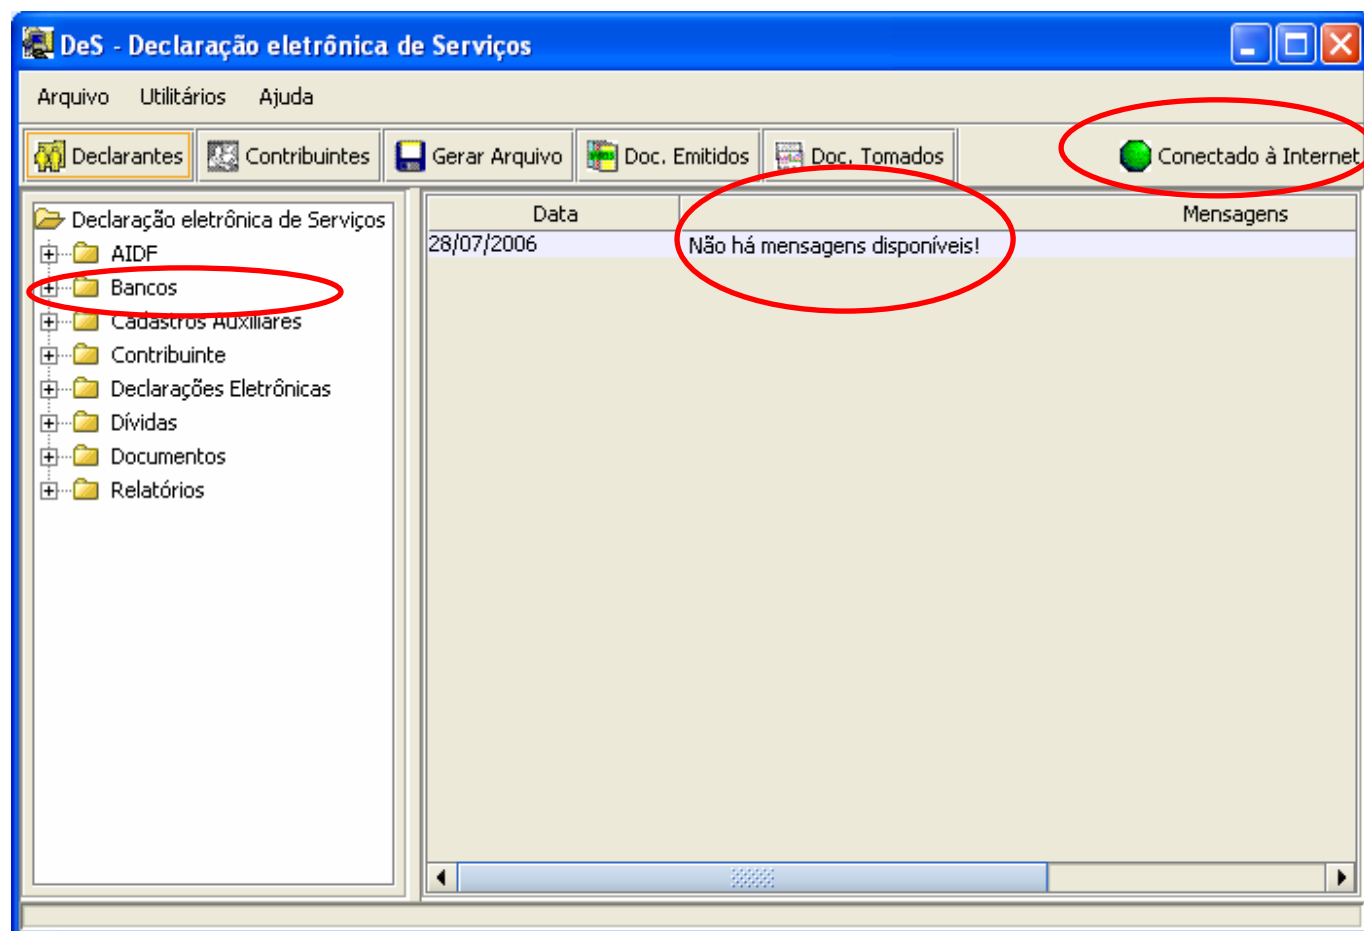 DeS - Declaração eletrônica de Serviços
Arquivo Utilitários Ajuda
Declarantes Contribuintes Gerar Arquivo Doc. Emitidos Doc. Tomados Conectado à Internet
Declaração eletrônica de Serviços
AIDF
Bancos
Cadastros Auxiliares
Contribuinte
Declarações Eletrônicas
Dívidas
Documentos
Relatórios
Data Mensagens
28/07/2006 Não há mensagens disponíveis!